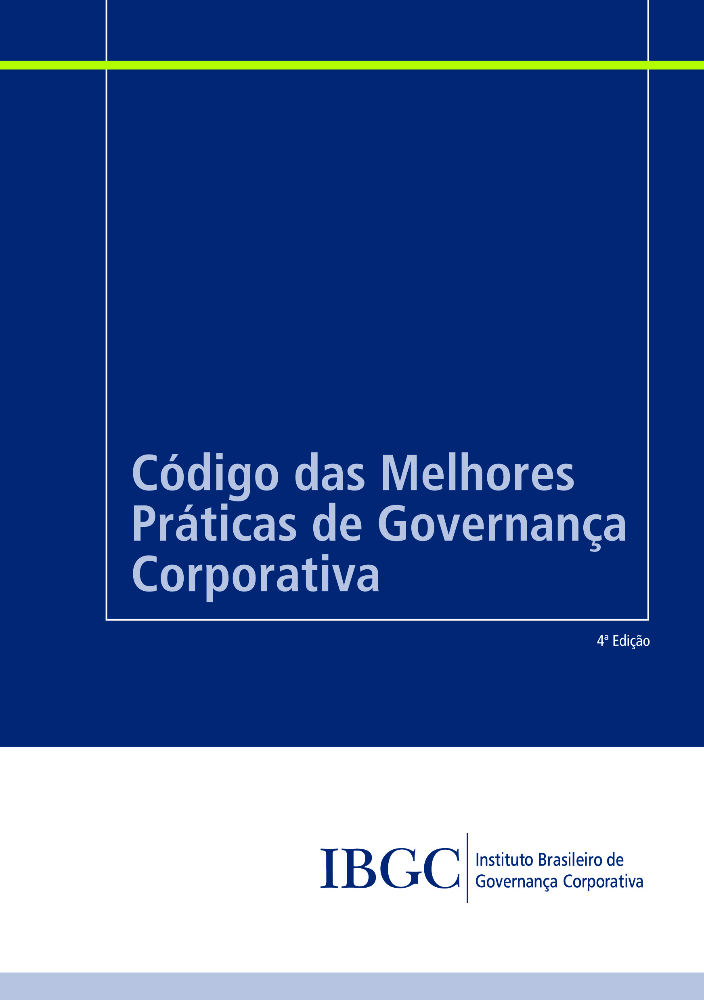 Código das Melhores
Práticas de Governança
Corporativa
4ª Edição
IBGC
Instituto Brasileiro de
Governança Corporativa